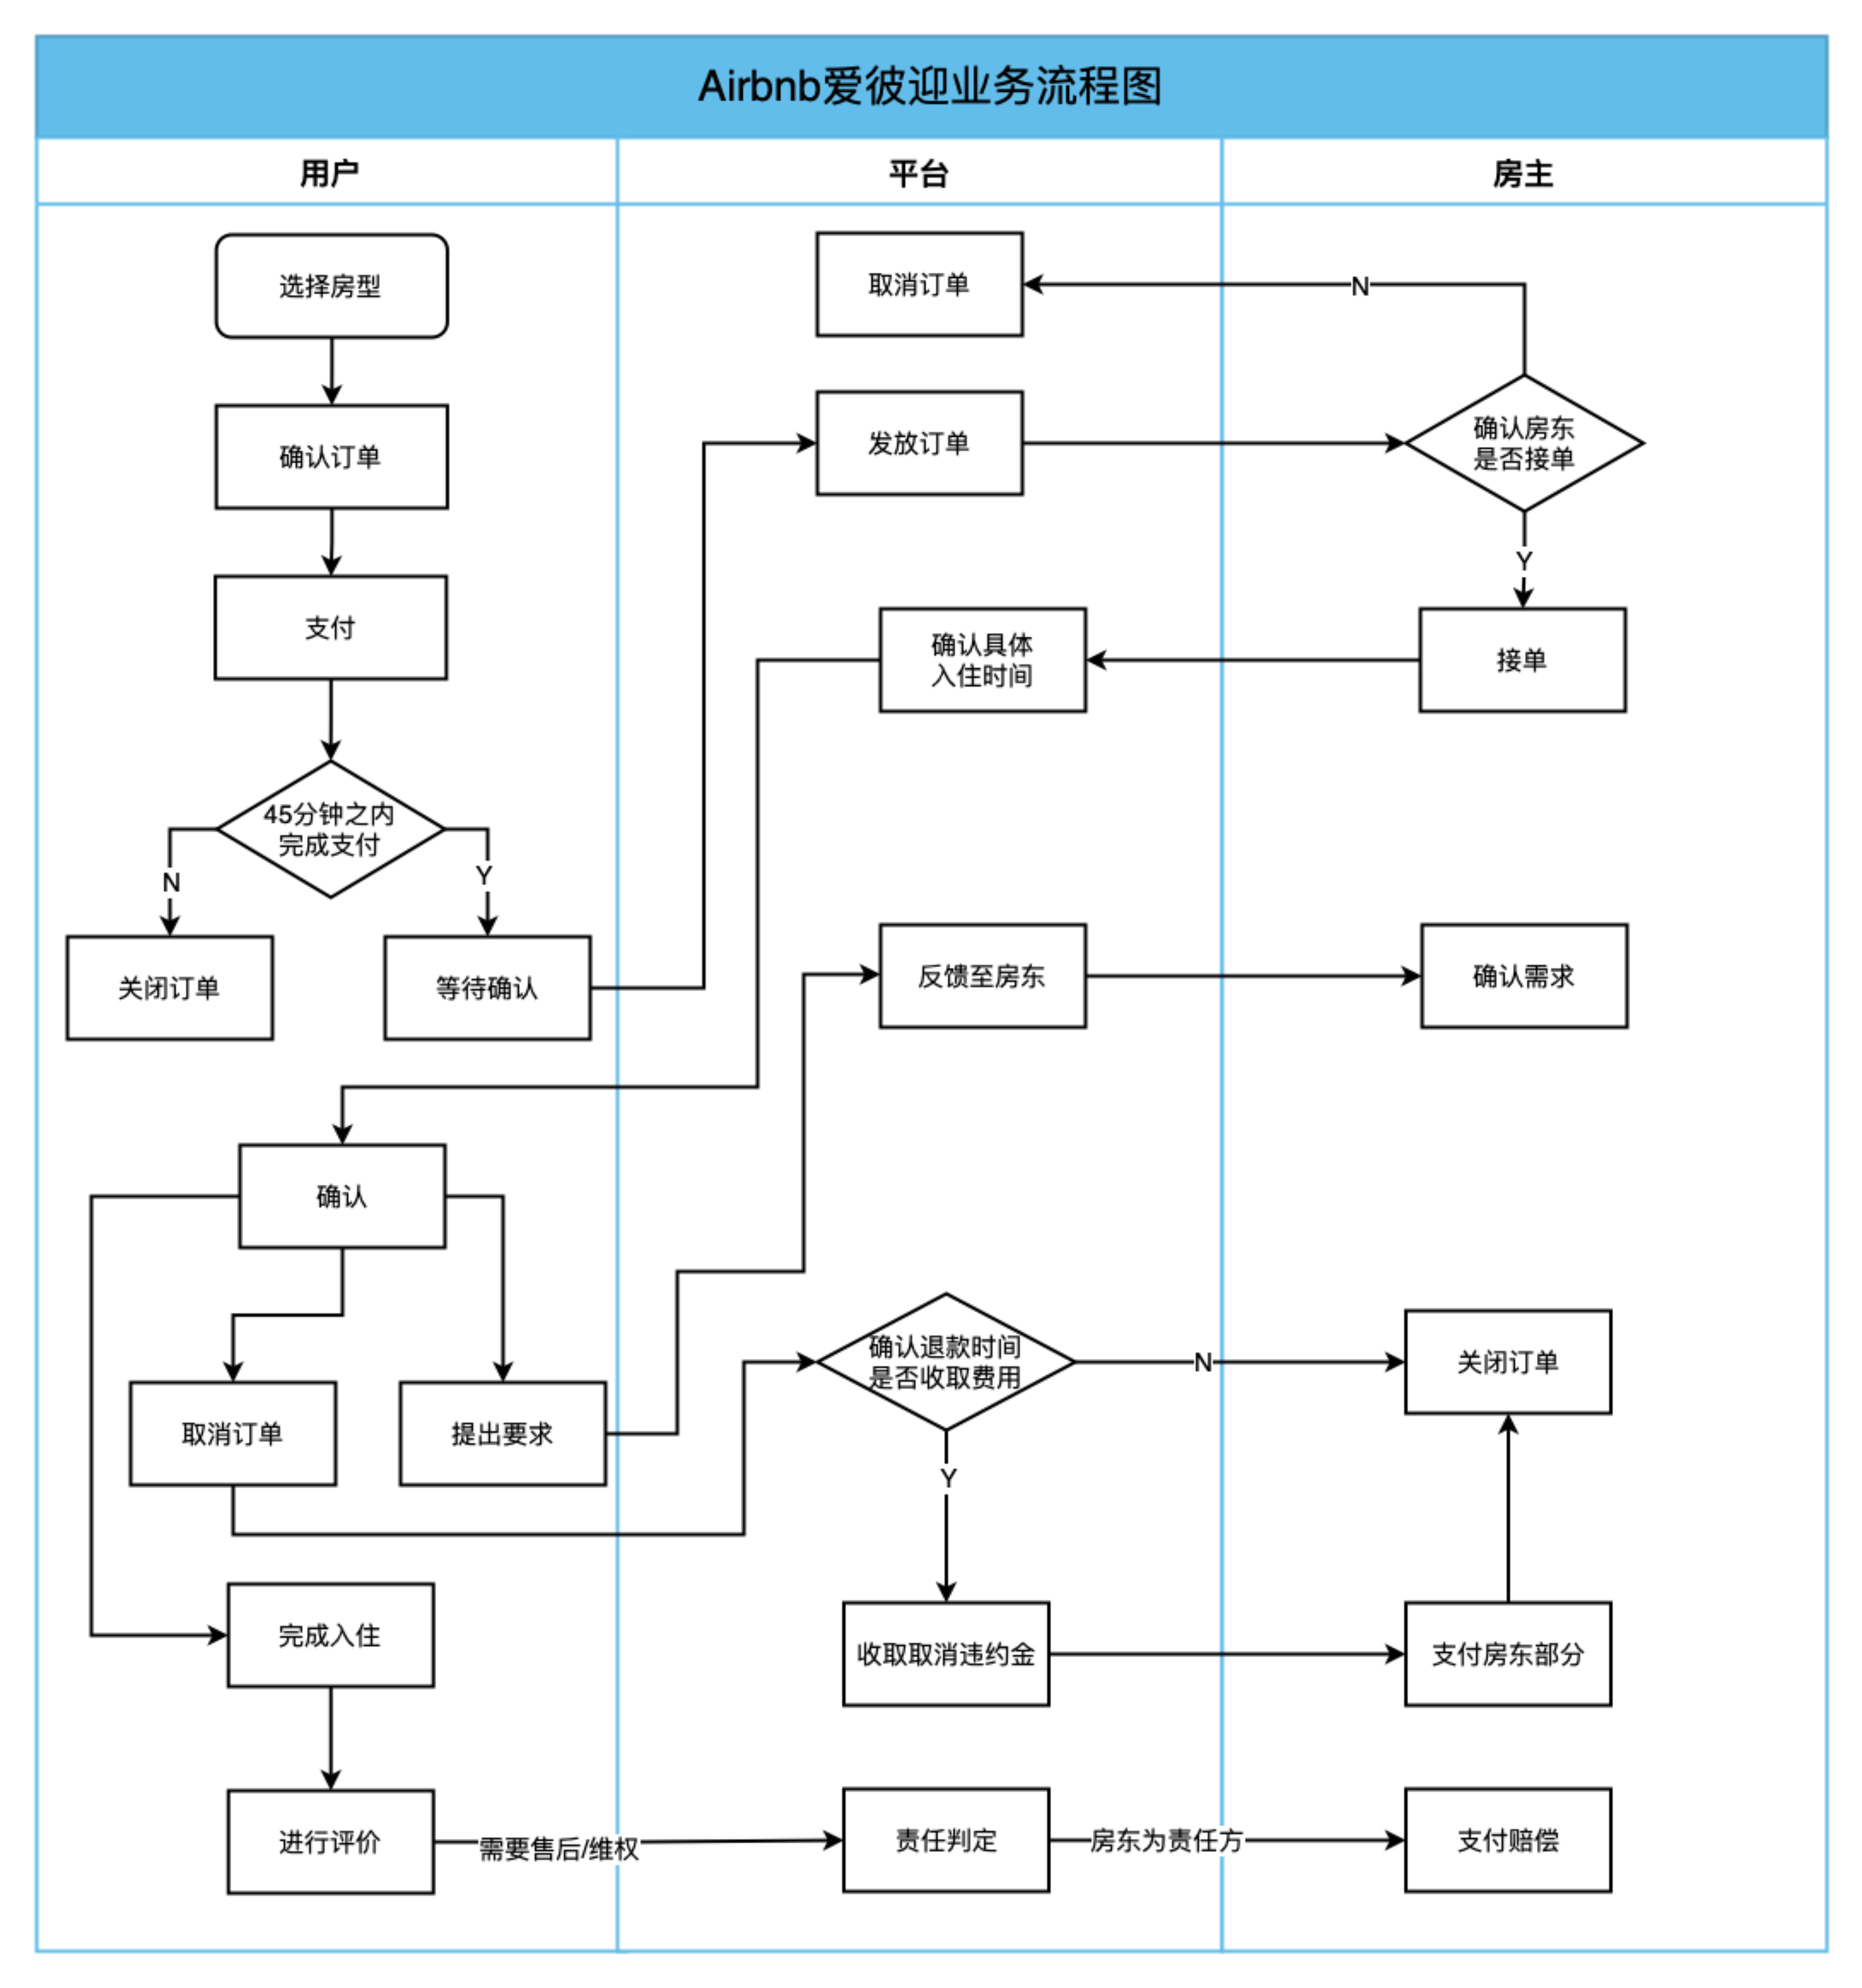 Airbnb爱彼迎业务流程图
用户
平台
房主
选择房型
取消订单
N
确认订单
发放订单
确认房东
是否接单
Y
支付
确认具体
入住时间
接单
45分钟之内
完成支付
N
Y
关闭订单
等待确认
反馈至房东
确认需求
确认
确认退款时间
是否收取费用
N
关闭订单
取消订单
提出要求
Y
完成入住
收取取消违约金
支付房东部分
进行评价
需要售后/维权
责任判定
房东为责任方
支付赔偿